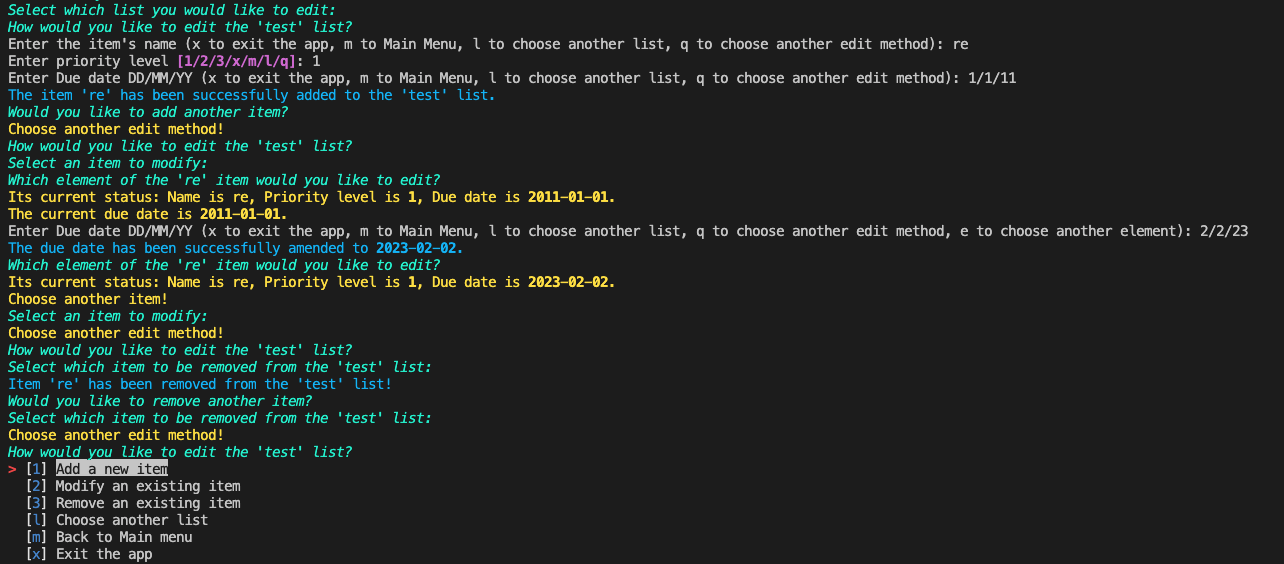 Select which list you would like to edit:
How would you like to edit the 'test' list?
Enter the item's name (x to exit the app, m to Main Menu, l to choose another list, q to choose another edit method): re
Enter priority level [1/2/3/x/m/l/q]: 1
Enter Due date DD/MM/YY (x to exit the app, m to Main Menu, l to choose another list, q to choose another edit method): 1/1/11
The item 're' has been successfully added to the 'test' list.
Would you like to add another item?
Choose another edit method!
How would you like to edit the 'test' list?
Select an item to modify:
Which element of the 're' item would you like to edit?
Its current status: Name is re, Priority level is 1, Due date is 2011-01-01.
The current due date is 2011-01-01.
Enter Due date DD/MM/YY (x to exit the app, m to Main Menu, l to choose another list, q to choose another edit method, e to choose another element): 2/2/23
The due date has been successfully amended to 2023-02-02.
Which element of the 're' item would you like to edit?
Its current status: Name is re, Priority level is 1, Due date is 2023-02-02.
Choose another item!
Select an item to modify:
Choose another edit method!
How would you like to edit the 'test' list?
Select which item to be removed from the 'test' list:
Item 're' has been removed from the 'test' list!
Would you like to remove another item?
Select which item to be removed from the 'test' list:
Choose another edit method!
How would you like to edit the 'test' list?
> [1] Add a new item
[2] Modify an existing item
[3] Remove an existing item
[l] Choose another list
[m] Back to Main menu
[x] Exit the app